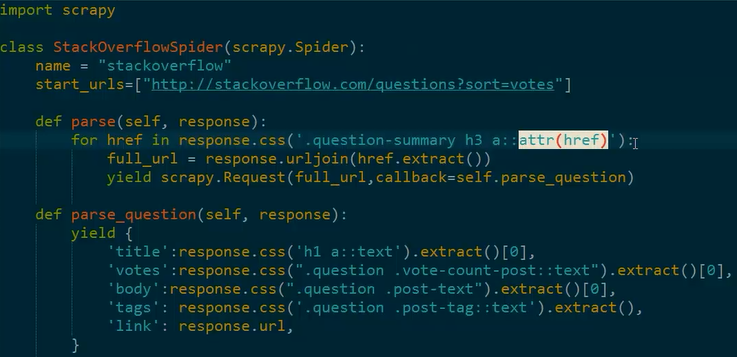 import scrapy
class StackOverflowSpider(scrapy.Spider):
    name = "stackoverflow"
    start_urls=["http://stackoverflow.com/questions?sort=votes"]
    def parse(self, response):
        for href in response.css('.question-summary h3 a::attr(href)'):
            full_url = response.urljoin(href.extract())
            yield scrapy.Request(full_url,callback=self.parse_question)
    def parse_question(self, response):
        yield {
            'title':response.css('h1 a::text').extract()[0],
            'votes':response.css(".question .vote-count-post::text").extract()[0],
            'body':response.css(".question .post-text").extract()[0],
            'tags': response.css('.question .post-tag::text').extract(),
            'link': response.url,
        }